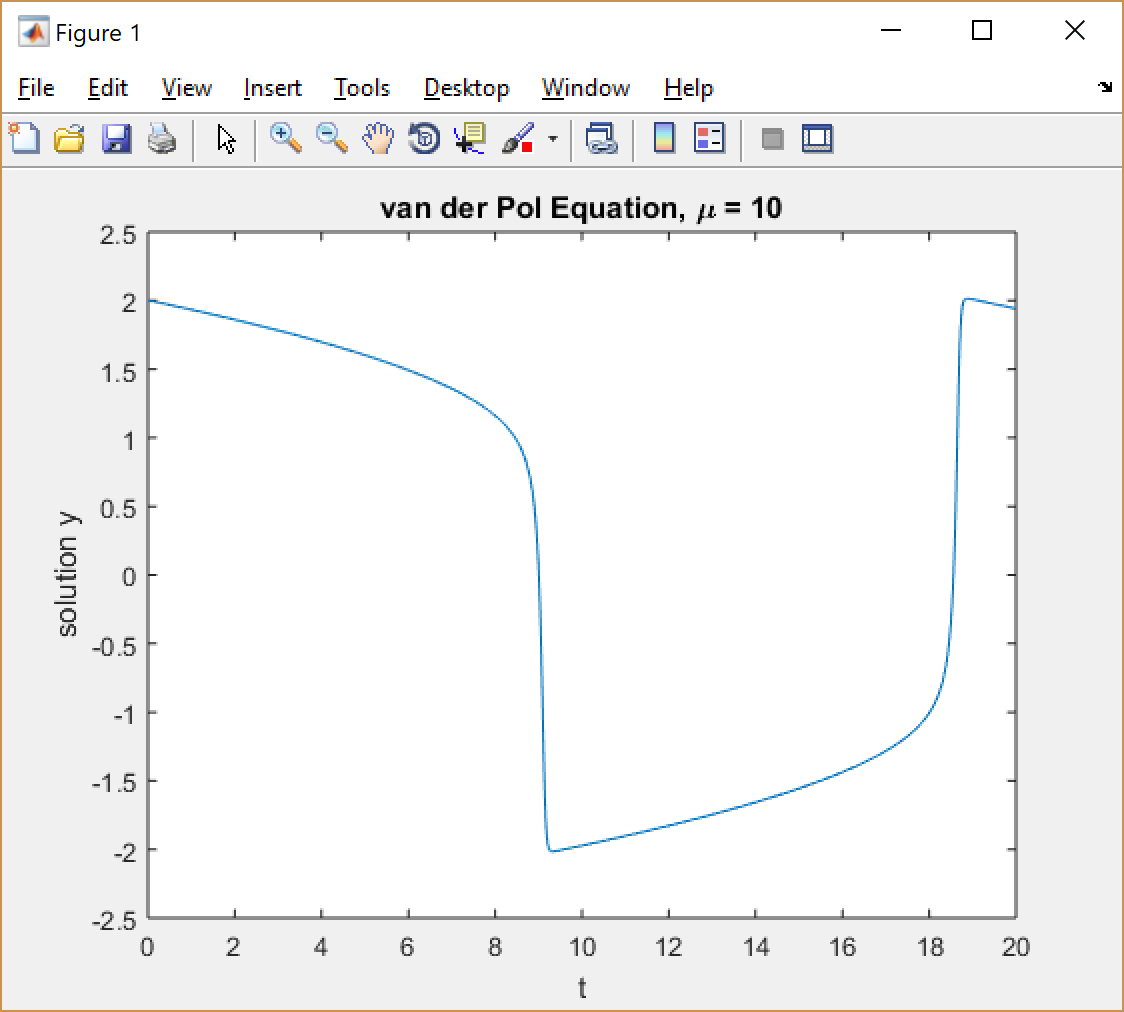 Figure 1
File Edit View Insert Tools Desktop Window Help
van der Pol Equation, μ = 10
2.5
2
1.5
1
0.5
0
-0.5
-1
-1.5
-2
-2.5
solution y
0 2 4 6 8 10 12 14 16 18 20
t